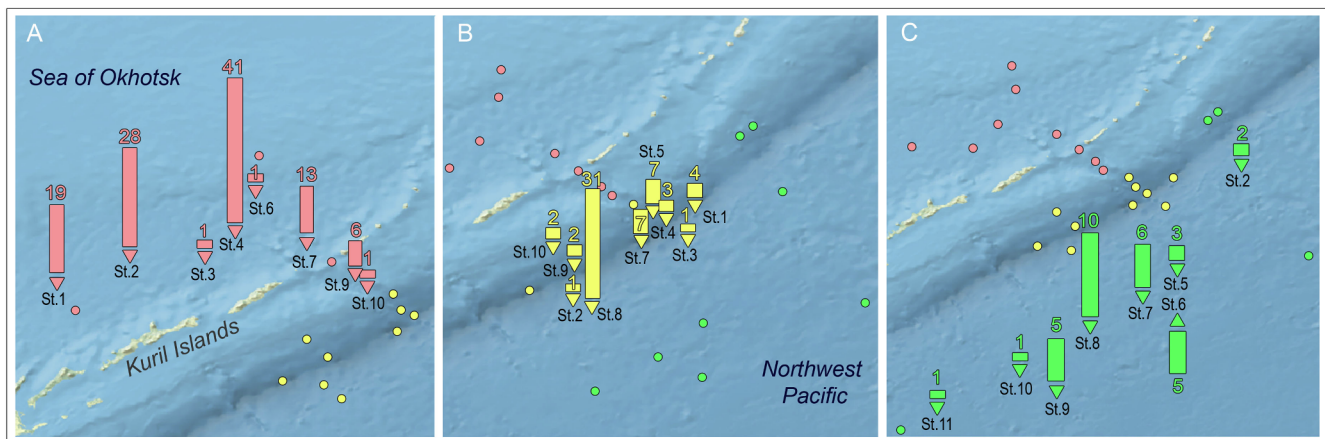 A
Sea of Okhotsk
41
28
19
1
13
1
6
1
St.6
St.4
St.2
St.3
St.7
St.1
St.9
St.10
Kuril Islands
B
St.5
7
4
31
3
1
7
2
2
1
St.1
St.4
St.3
St.7
St.10
St.9
St.2
St.8
Northwest
Pacific
C
2
St.2
10
6
3
St.5
St.6
St.7
St.8
5
1
St.10
St.9
5
1
St.11